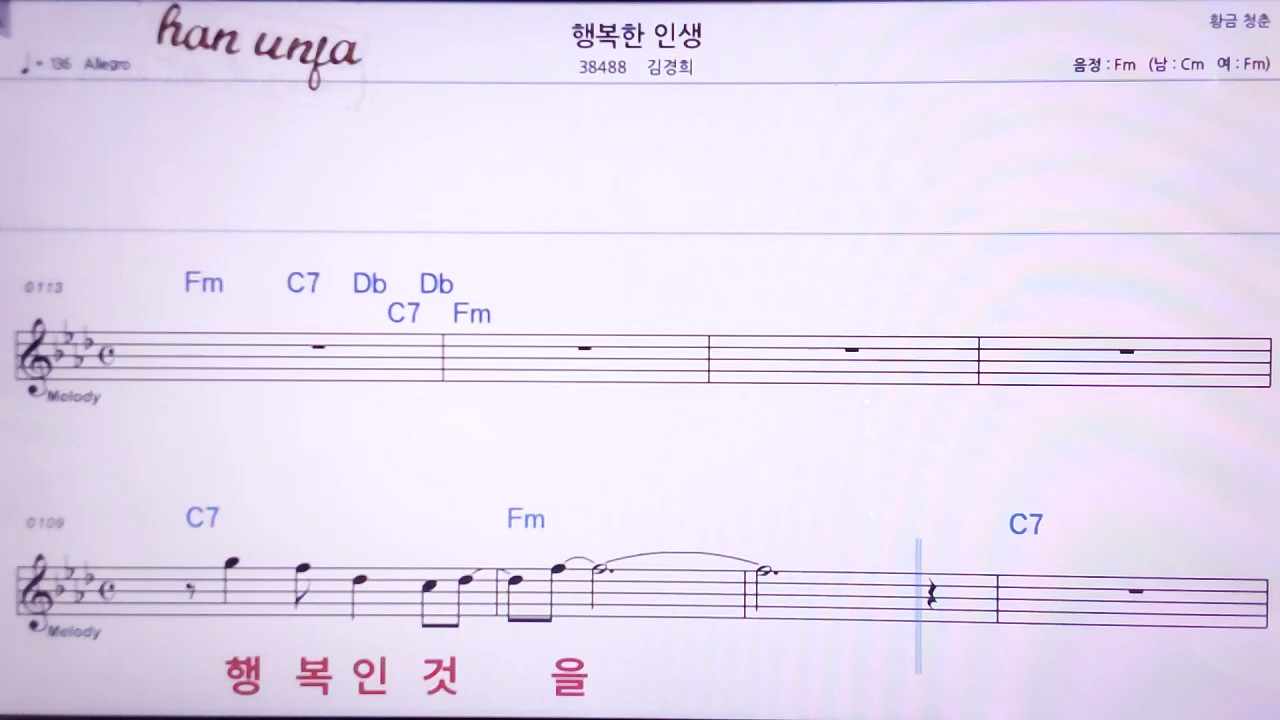 han unfa
행복한 인생
황금 청춘
♩= 136 Allegro
38488 김경희
음정 : Fm (남 : Cm 여 : Fm)
0113
Fm C7 Db Db
C7 Fm
Melody
0109
C7 Fm C7
Melody
행 복 인 것 을